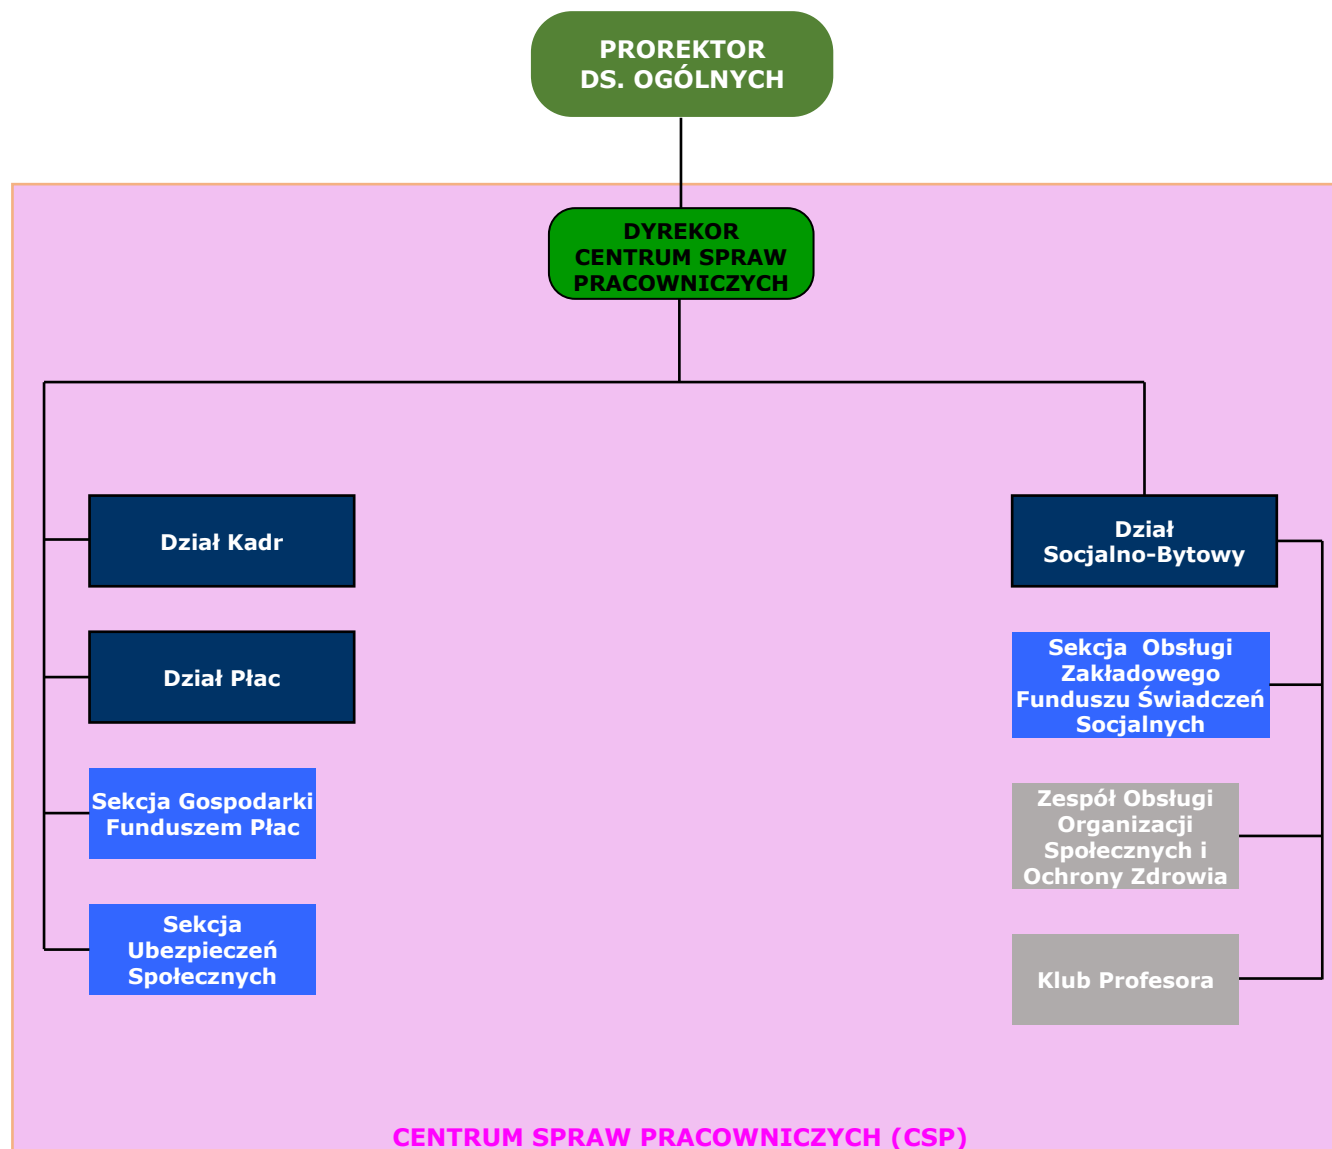 PROREKTOR
DS. OGÓLNYCH
DYREKOR
CENTRUM SPRAW
PRACOWNICZYCH
Dział Kadr
Dział Płac
Sekcja Gospodarki
Funduszem Płac
Sekcja
Ubezpieczeń
Społecznych
Dział
Socjalno-Bytowy
Sekcja Obsługi
Zakładowego
Funduszu Świadczeń
Socjalnych
Zespół Obsługi
Organizacji
Społecznych i
Ochrony Zdrowia
Klub Profesora
CENTRUM SPRAW PRACOWNICZYCH (CSP)